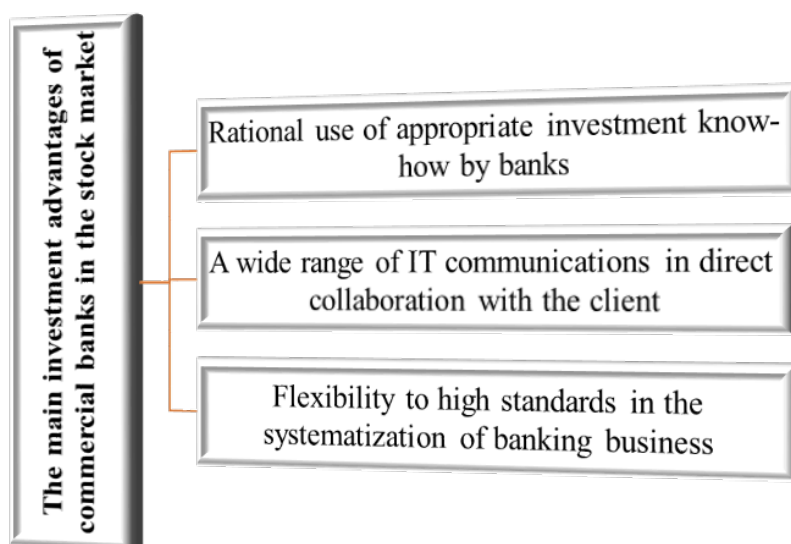 The main investment advantages of
commercial banks in the stock market
Rational use of appropriate investment know-
how by banks
A wide range of IT communications in direct
collaboration with the client
Flexibility to high standards in the
systematization of banking business